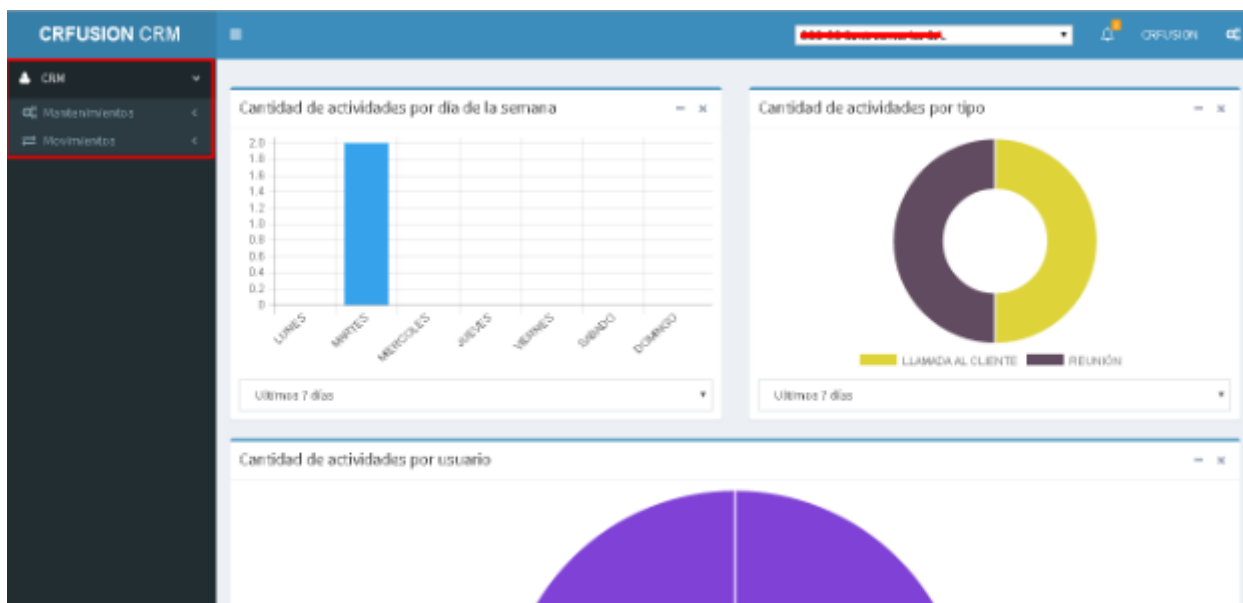 CRFUSION CRM
CRFUSION
CRM
Mantenimientos
Movimientos
Cantidad de actividades por día de la semana
2.0
1.8
1.6
1.4
1.2
1.0
0.8
0.6
0.4
0.2
0
LUNES
MARTES
MIERCOLES
JUEVES
VIERNES
SABADO
DOMINGO
Ultimos 7 días
Cantidad de actividades por tipo
LLAMADA AL CLIENTE
REUNIÓN
Ultimos 7 días
Cantidad de actividades por usuario